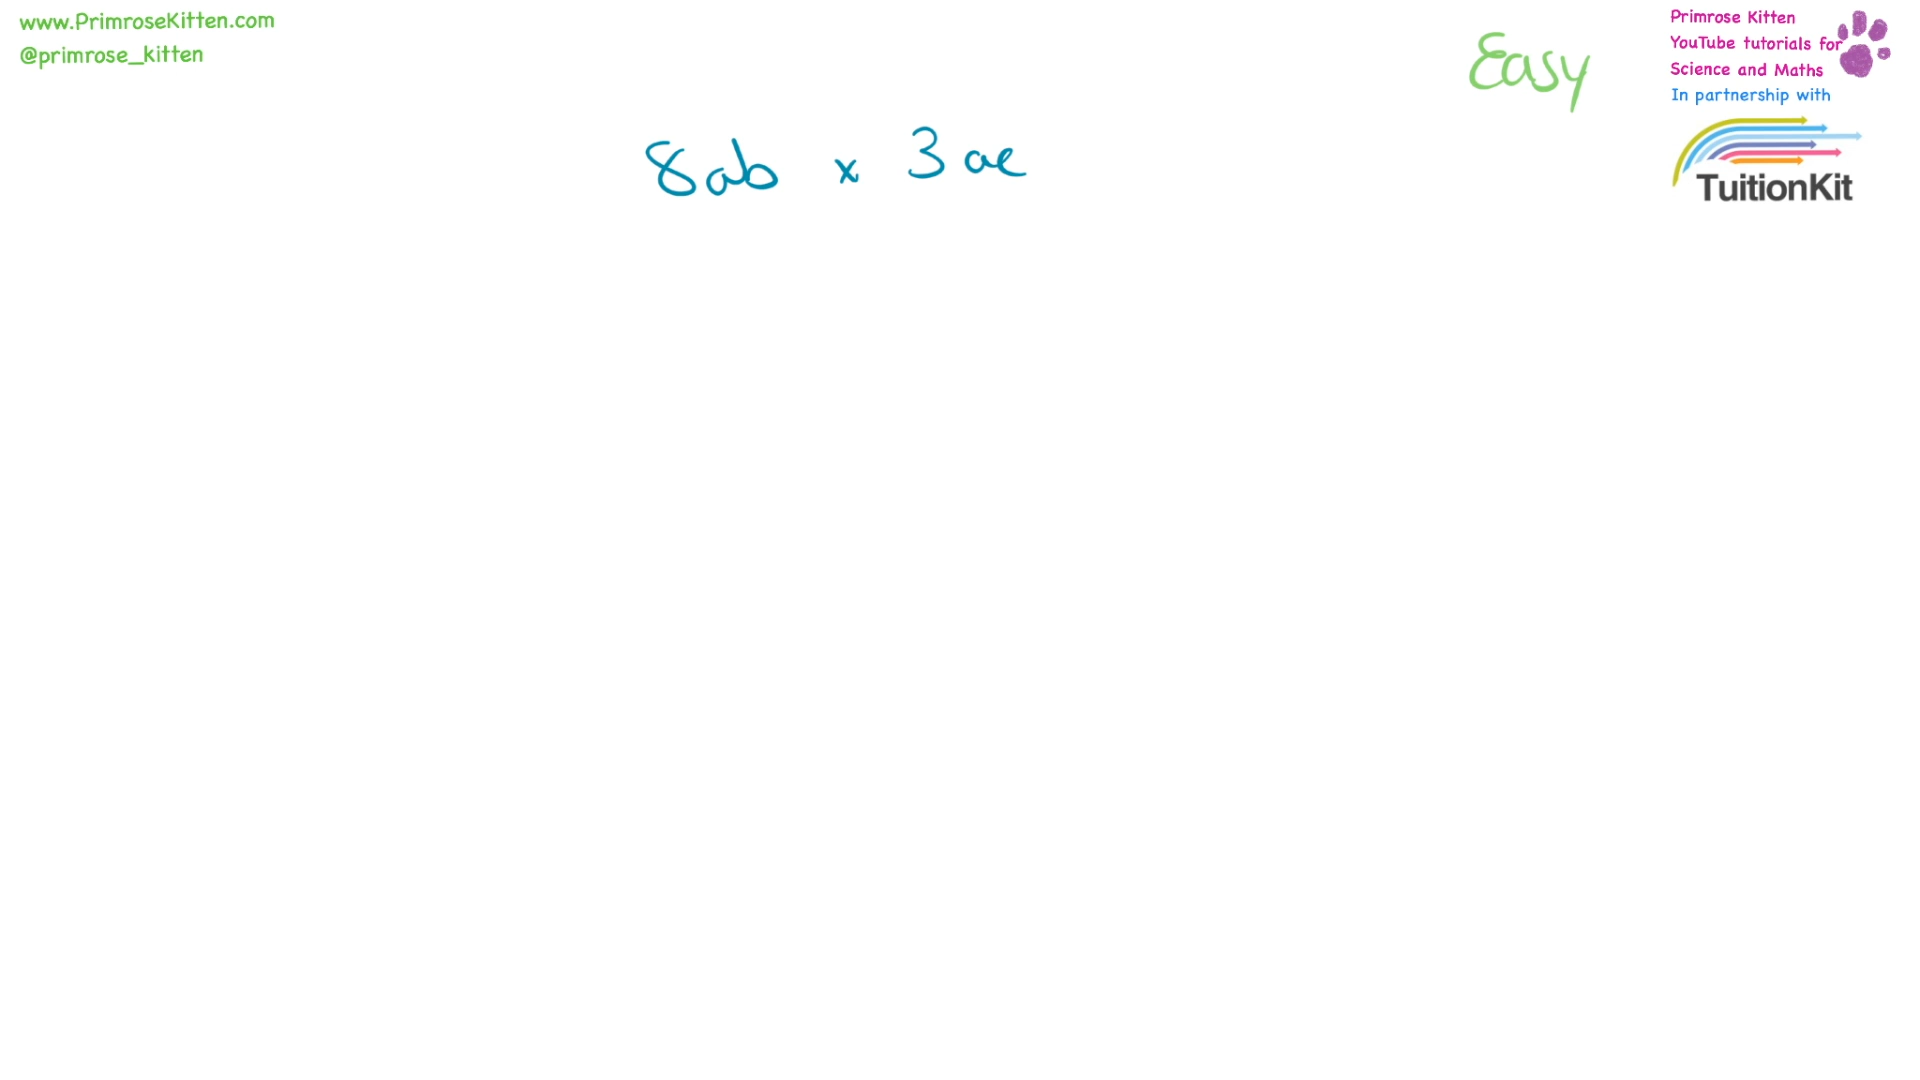 www.PrimroseKitten.com
@primrose_kitten
Easy
Primrose Kitten
YouTube tutorials for
Science and Maths
In partnership with
TuitionKit
8ab x 3ae